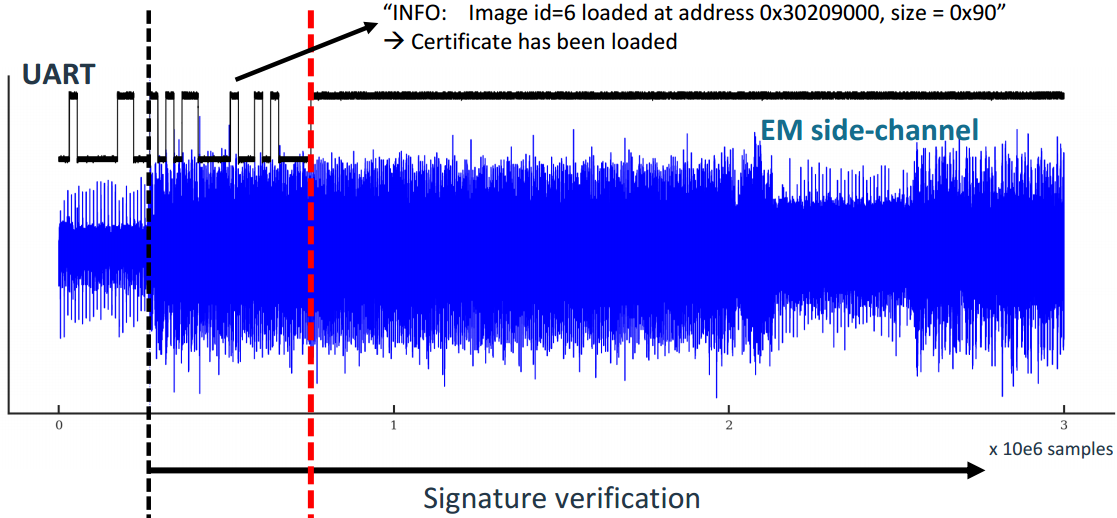 “INFO: Image id=6 loaded at address 0x30209000, size = 0x90”
→ Certificate has been loaded
UART
EM side-channel
0 1 2 3
x 10e6 samples
Signature verification